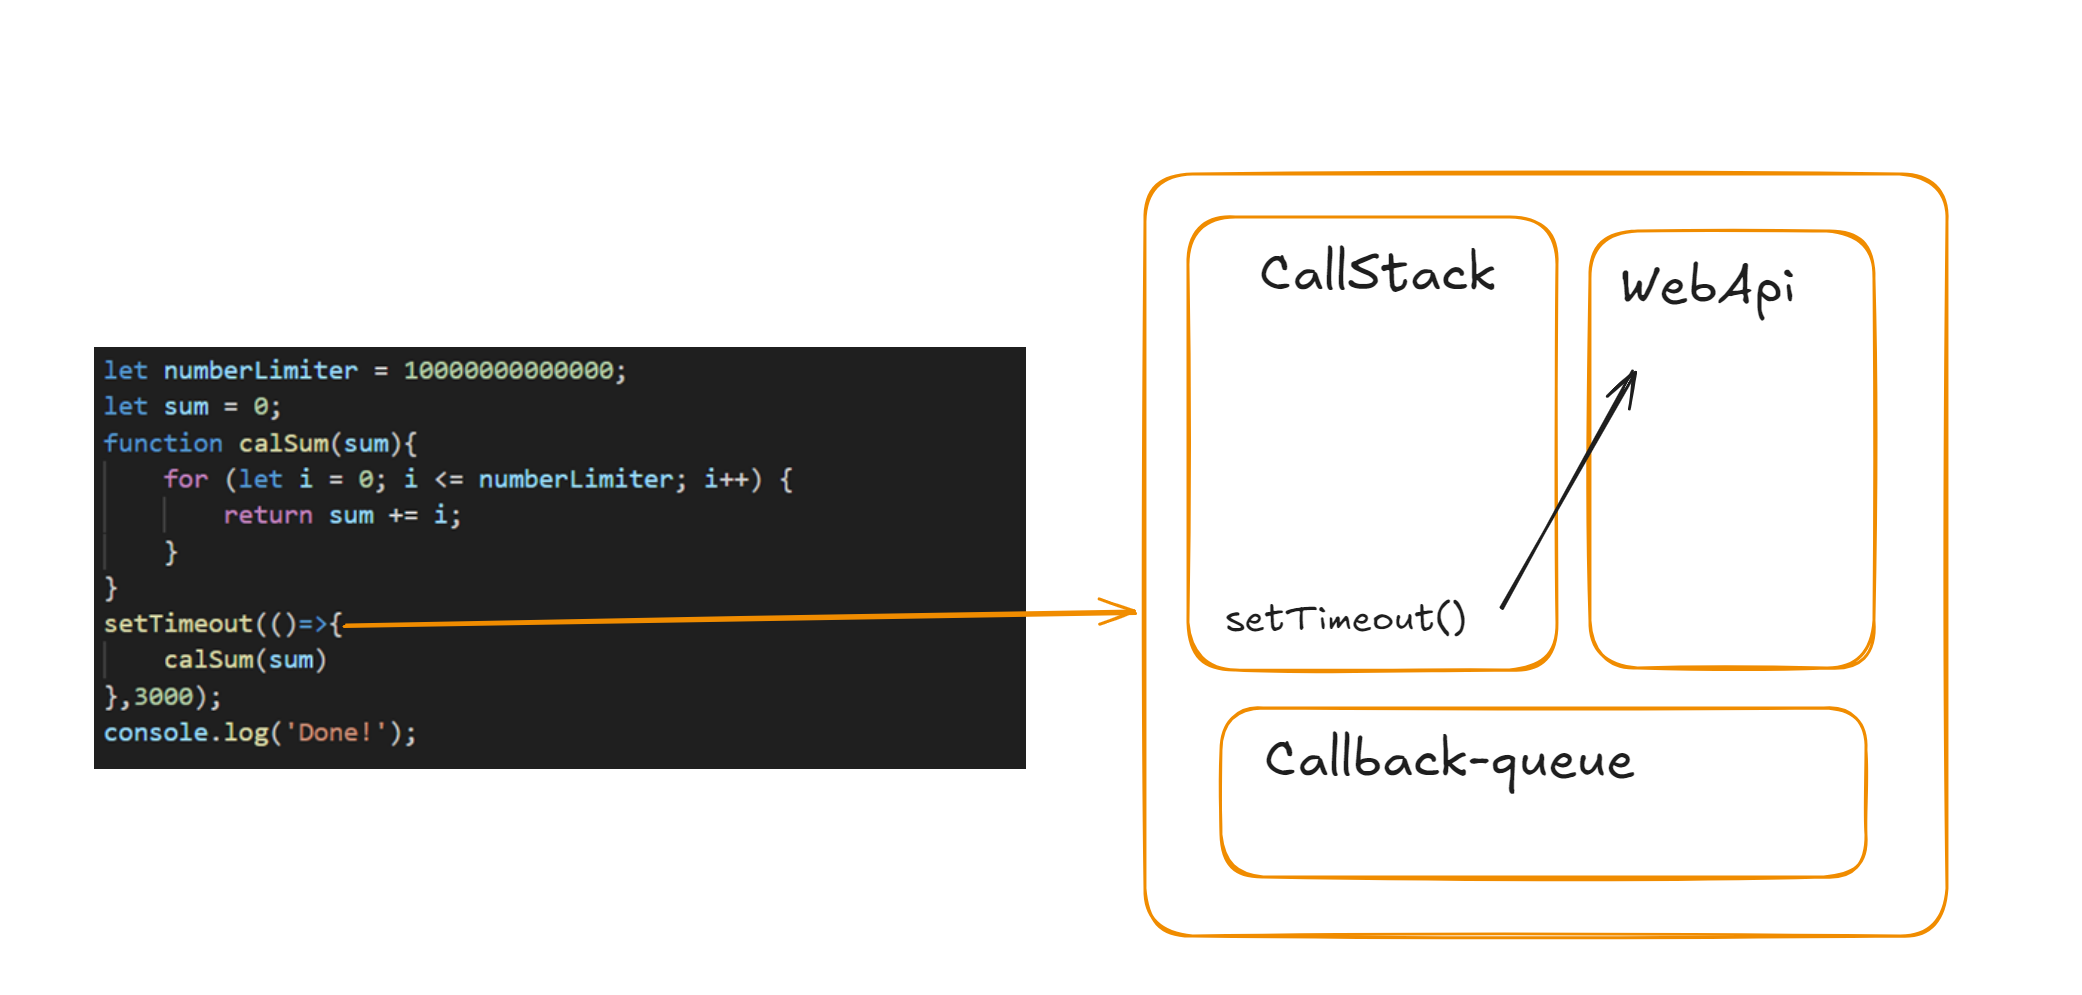 let numberLimiter = 10000000000000;
let sum = 0;
function calSum(sum){
for (let i = 0; i <= numberLimiter; i++) {
return sum += i;
}
}
setTimeout(()=>{
calSum(sum)
},3000);
console.log('Done!');
CallStack
WebApi
setTimeout()
Callback-queue